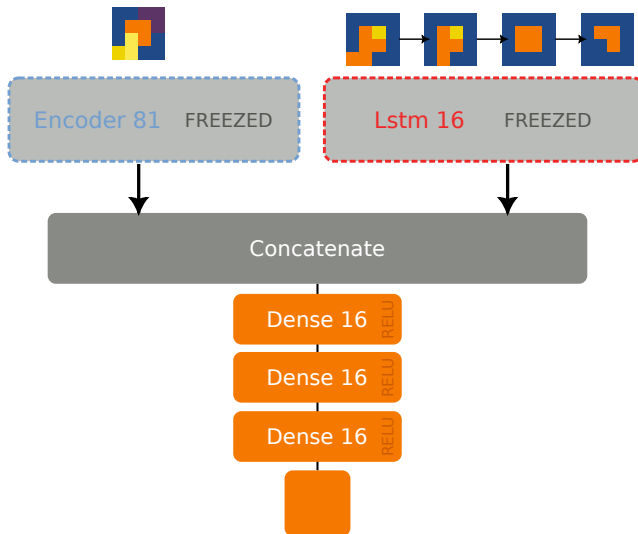 Encoder 81 FREEZED
Lstm 16 FREEZED
Concatenate
Dense 16 RELU
Dense 16 RELU
Dense 16 RELU